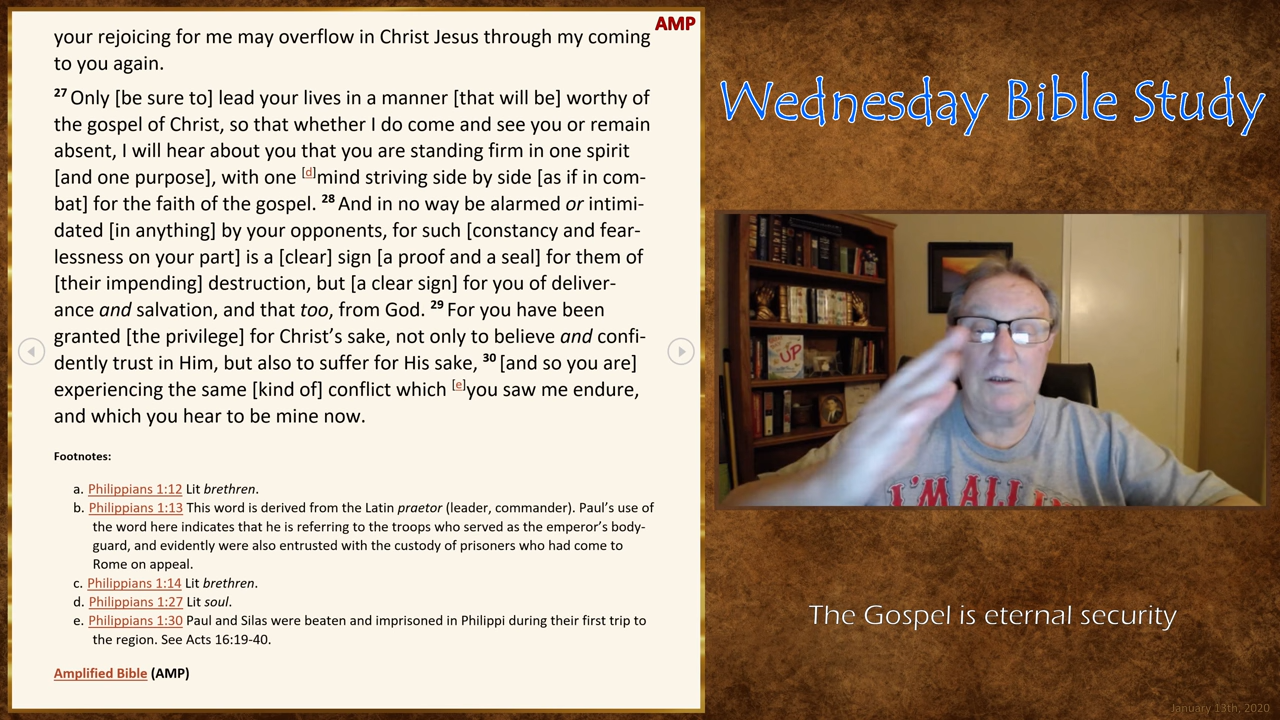 AMP
your rejoicing for me may overflow in Christ Jesus through my coming
to you again.
27 Only [be sure to] lead your lives in a manner [that will be] worthy of
the gospel of Christ, so that whether I do come and see you or remain
absent, I will hear about you that you are standing firm in one spirit
[and one purpose], with one [d]mind striving side by side [as if in com-
bat] for the faith of the gospel. 28 And in no way be alarmed or intimi-
dated [in anything] by your opponents, for such [constancy and fear-
lessness on your part] is a [clear] sign [a proof and a seal] for them of
[their impending] destruction, but [a clear sign] for you of deliver-
ance and salvation, and that too, from God. 29 For you have been
granted [the privilege] for Christ’s sake, not only to believe and confi-
dently trust in Him, but also to suffer for His sake, 30 [and so you are]
experiencing the same [kind of] conflict which [e]you saw me endure,
and which you hear to be mine now.
Footnotes:
a. Philippians 1:12 Lit brethren.
b. Philippians 1:13 This word is derived from the Latin praetor (leader, commander). Paul’s use of
the word here indicates that he is referring to the troops who served as the emperor’s body-
guard, and evidently were also entrusted with the custody of prisoners who had come to
Rome on appeal.
c. Philippians 1:14 Lit brethren.
d. Philippians 1:27 Lit soul.
e. Philippians 1:30 Paul and Silas were beaten and imprisoned in Philippi during their first trip to
the region. See Acts 16:19-40.
Amplified Bible (AMP)
Wednesday Bible Study
UP
I'M ALL
The Gospel is eternal security
January 13th, 2020